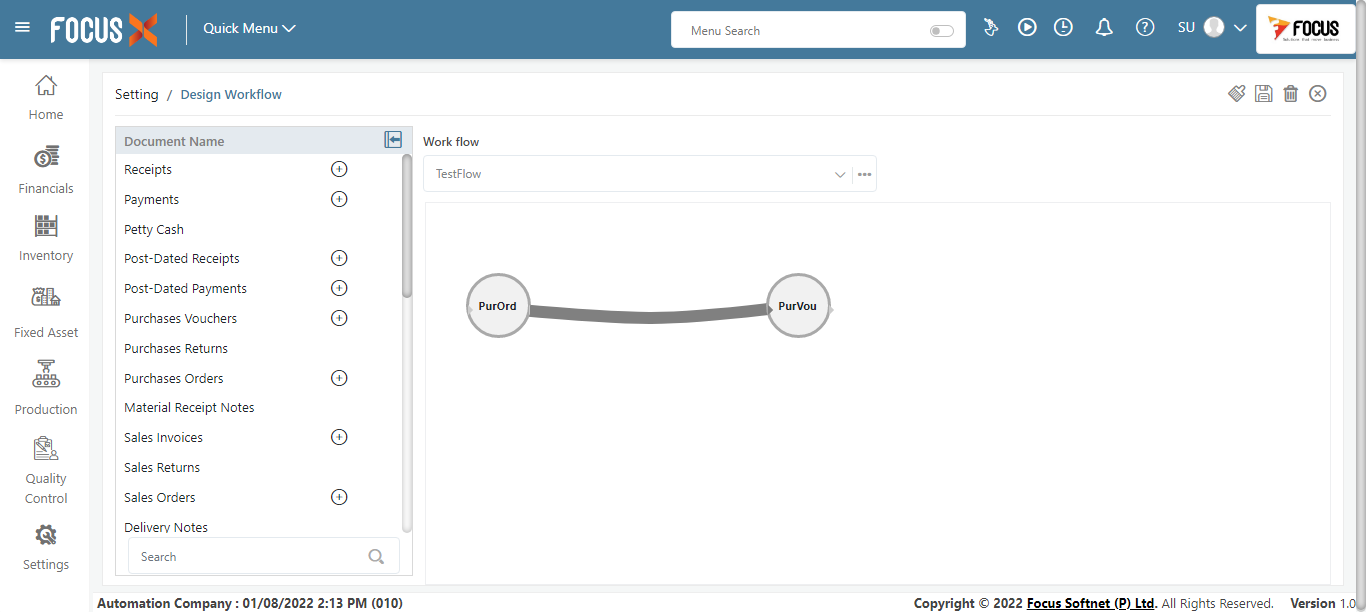 FOCUS X
Quick Menu
Menu Search
SU
FOCUS
Home
Financials
Inventory
Fixed Asset
Production
Quality
Control
Settings
Setting / Design Workflow
Document Name
Receipts
Payments
Petty Cash
Post-Dated Receipts
Post-Dated Payments
Purchases Vouchers
Purchases Returns
Purchases Orders
Material Receipt Notes
Sales Invoices
Sales Returns
Sales Orders
Delivery Notes
Search
Work flow
TestFlow
PurOrd
PurVou
Automation Company : 01/08/2022 2:13 PM (010)
Copyright © 2022 Focus Softnet (P) Ltd. All Rights Reserved. Version 1.0